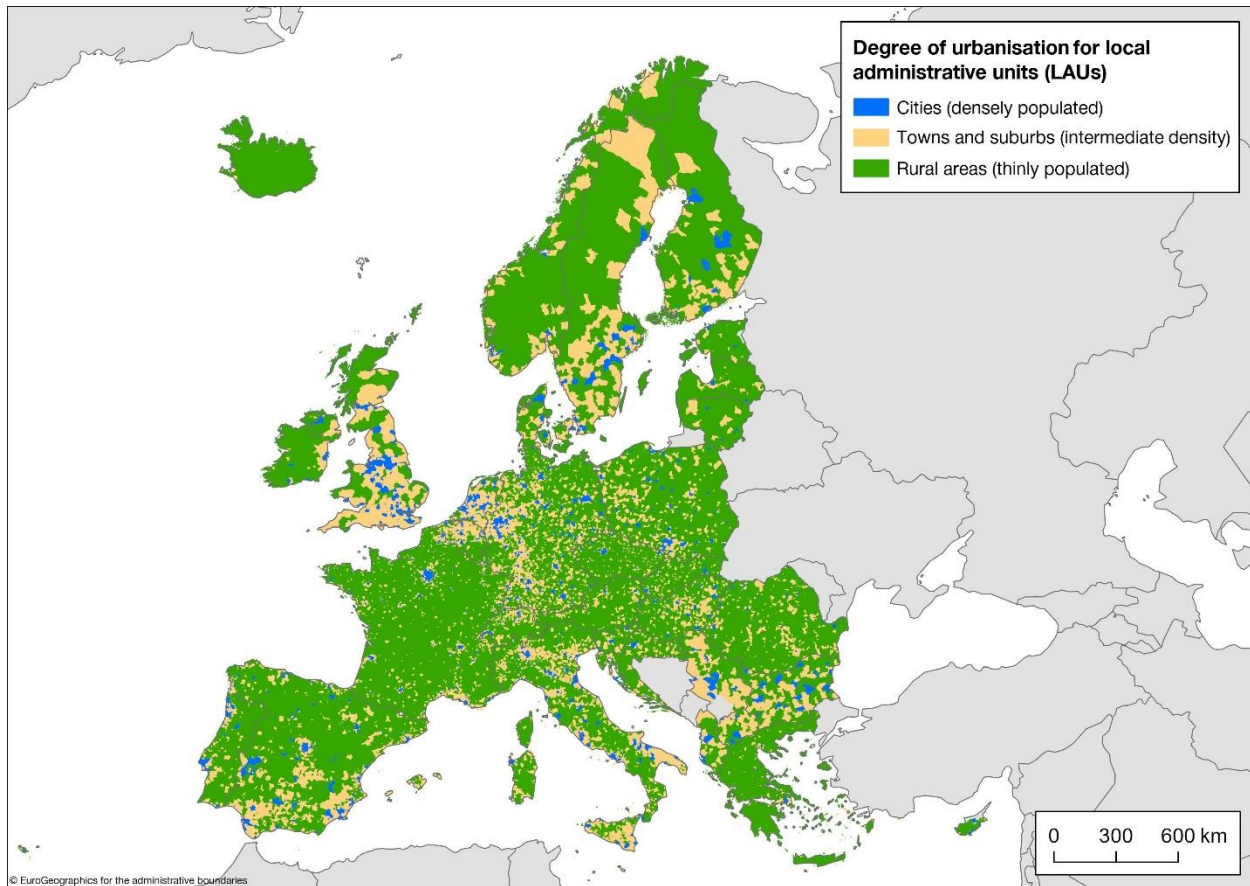 Degree of urbanisation for local
administrative units (LAUs)
Cities (densely populated)
Towns and suburbs (intermediate density)
Rural areas (thinly populated)
0 300 600 km
© EuroGeographics for the administrative boundaries